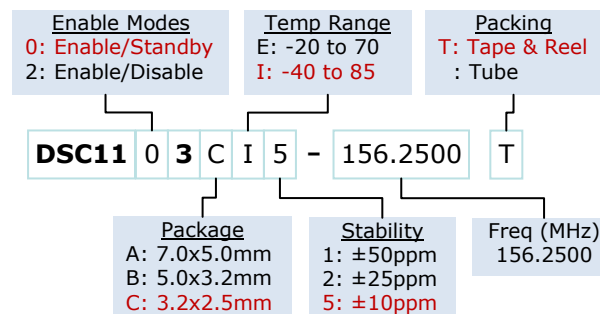 Enable Modes
0: Enable/Standby
2: Enable/Disable
Temp Range
E: -20 to 70
I: -40 to 85
Packing
T: Tape & Reel
: Tube
DSC11 0 3 C I 5 - 156.2500 T
Package
A: 7.0x5.0mm
B: 5.0x3.2mm
C: 3.2x2.5mm
Stability
1: ±50ppm
2: ±25ppm
5: ±10ppm
Freq (MHz)
156.2500